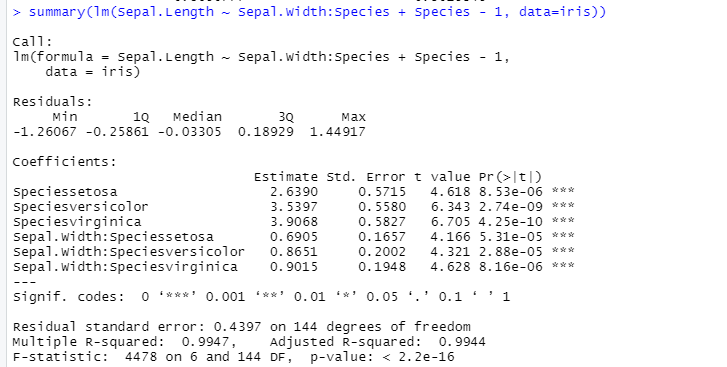 > summary(lm(Sepal.Length ~ Sepal.Width:Species + Species - 1, data=iris))
Call:
lm(formula = Sepal.Length ~ Sepal.Width:Species + Species - 1,
    data = iris)
Residuals:
     Min       1Q   Median       3Q      Max
-1.26067 -0.25861 -0.03305  0.18929  1.44917
Coefficients:
                              Estimate Std. Error t value Pr(>|t|)
Speciessetosa                   2.6390     0.5715   4.618 8.53e-06 ***
Speciesversicolor               3.5397     0.5580   6.343 2.74e-09 ***
Speciesvirginica                3.9068     0.5827   6.705 4.25e-10 ***
Sepal.Width:Speciessetosa       0.6905     0.1657   4.166 5.31e-05 ***
Sepal.Width:Speciesversicolor   0.8651     0.2002   4.321 2.88e-05 ***
Sepal.Width:Speciesvirginica    0.9015     0.1948   4.628 8.16e-06 ***
---
Signif. codes:  0 ‘***’ 0.001 ‘**’ 0.01 ‘*’ 0.05 ‘.’ 0.1 ‘ ’ 1
Residual standard error: 0.4397 on 144 degrees of freedom
Multiple R-squared:  0.9947,    Adjusted R-squared:  0.9944
F-statistic:  4478 on 6 and 144 DF,  p-value: < 2.2e-16